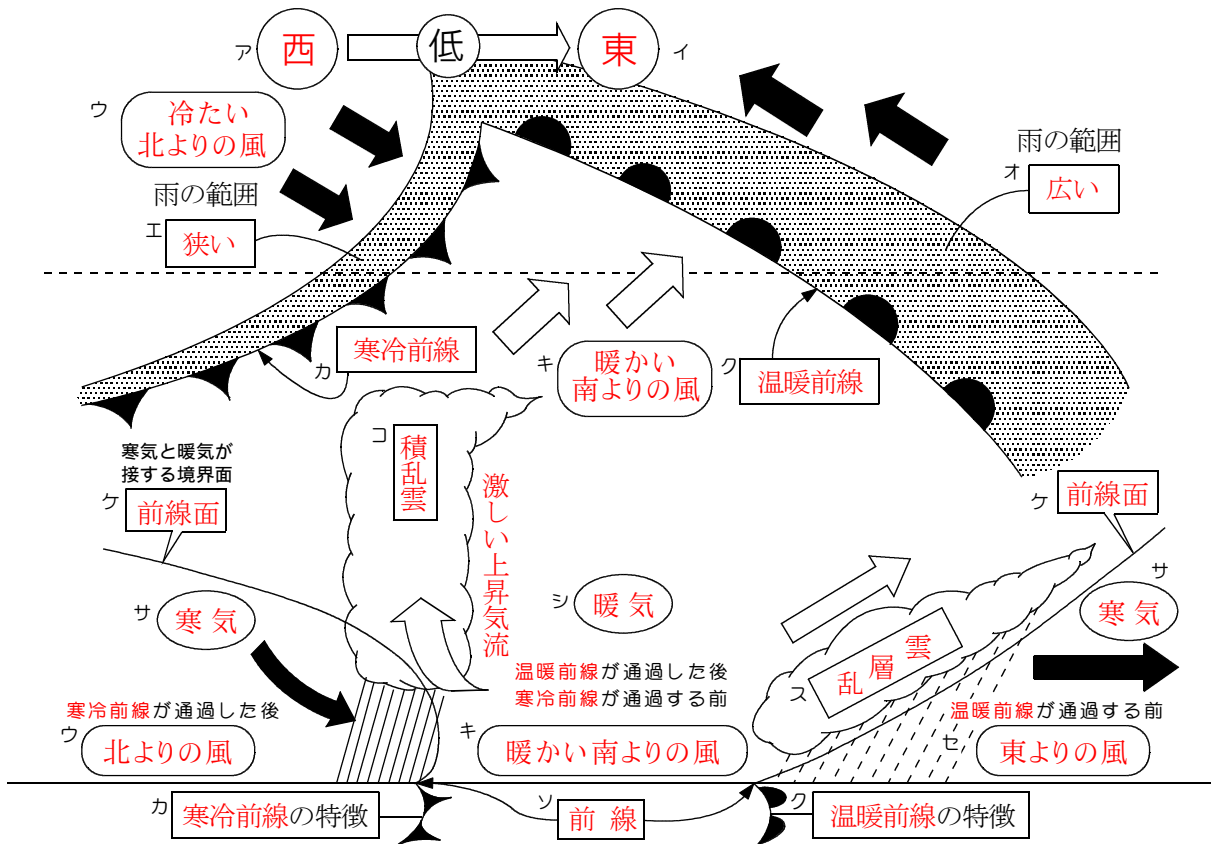 ア
西
低
東
イ
ウ
冷たい
北よりの風
雨の範囲
エ
狭い
雨の範囲
オ
広い
カ
寒冷前線
キ
暖かい
南よりの風
ク
温暖前線
寒気と暖気が
接する境界面
ケ
前線面
コ
積乱雲
激しい上昇気流
ケ
前線面
サ
寒気
シ
暖気
サ
寒気
ス
乱層雲
寒冷前線が通過した後
ウ
北よりの風
温暖前線が通過した後
寒冷前線が通過する前
キ
暖かい南よりの風
温暖前線が通過する前
セ
東よりの風
カ
寒冷前線の特徴
ソ
前線
ク
温暖前線の特徴